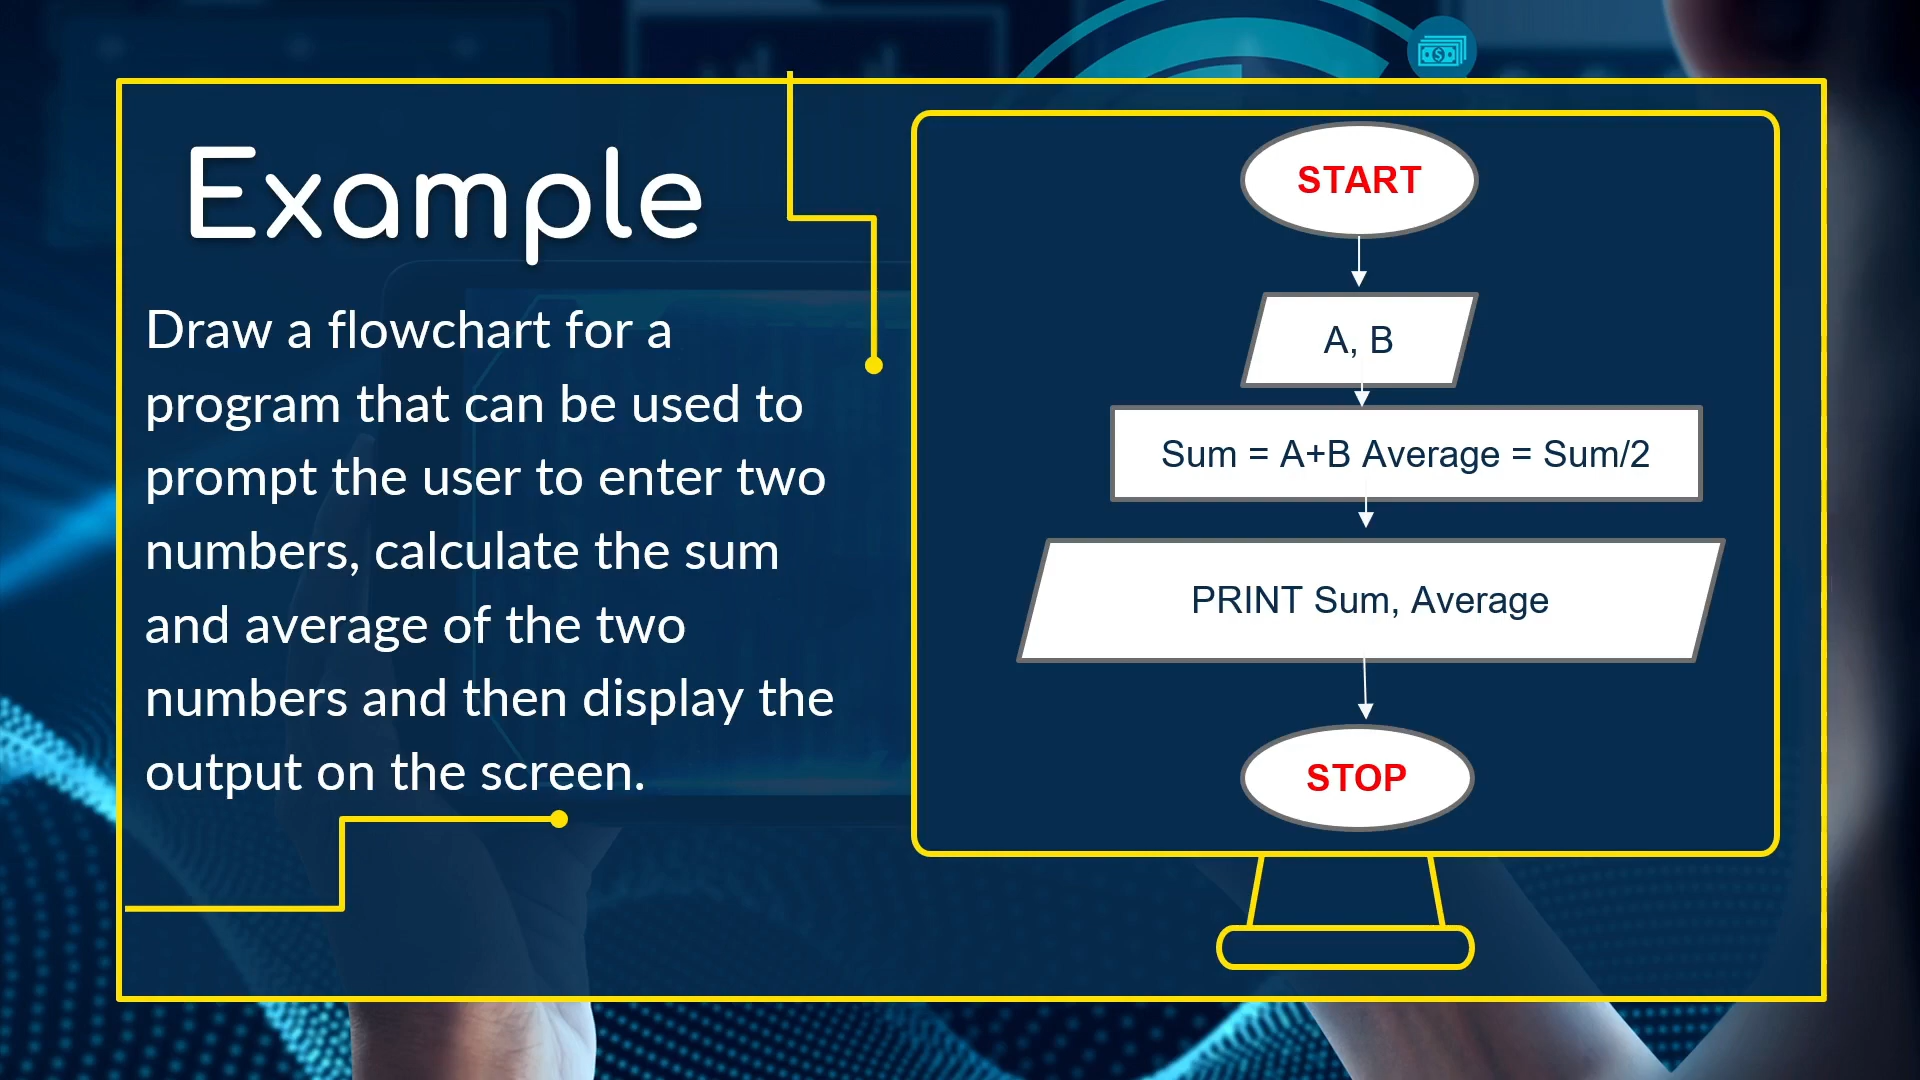 Example
Draw a flowchart for a
program that can be used to
prompt the user to enter two
numbers, calculate the sum
and average of the two
numbers and then display the
output on the screen.
START
A, B
Sum = A+B Average = Sum/2
PRINT Sum, Average
STOP